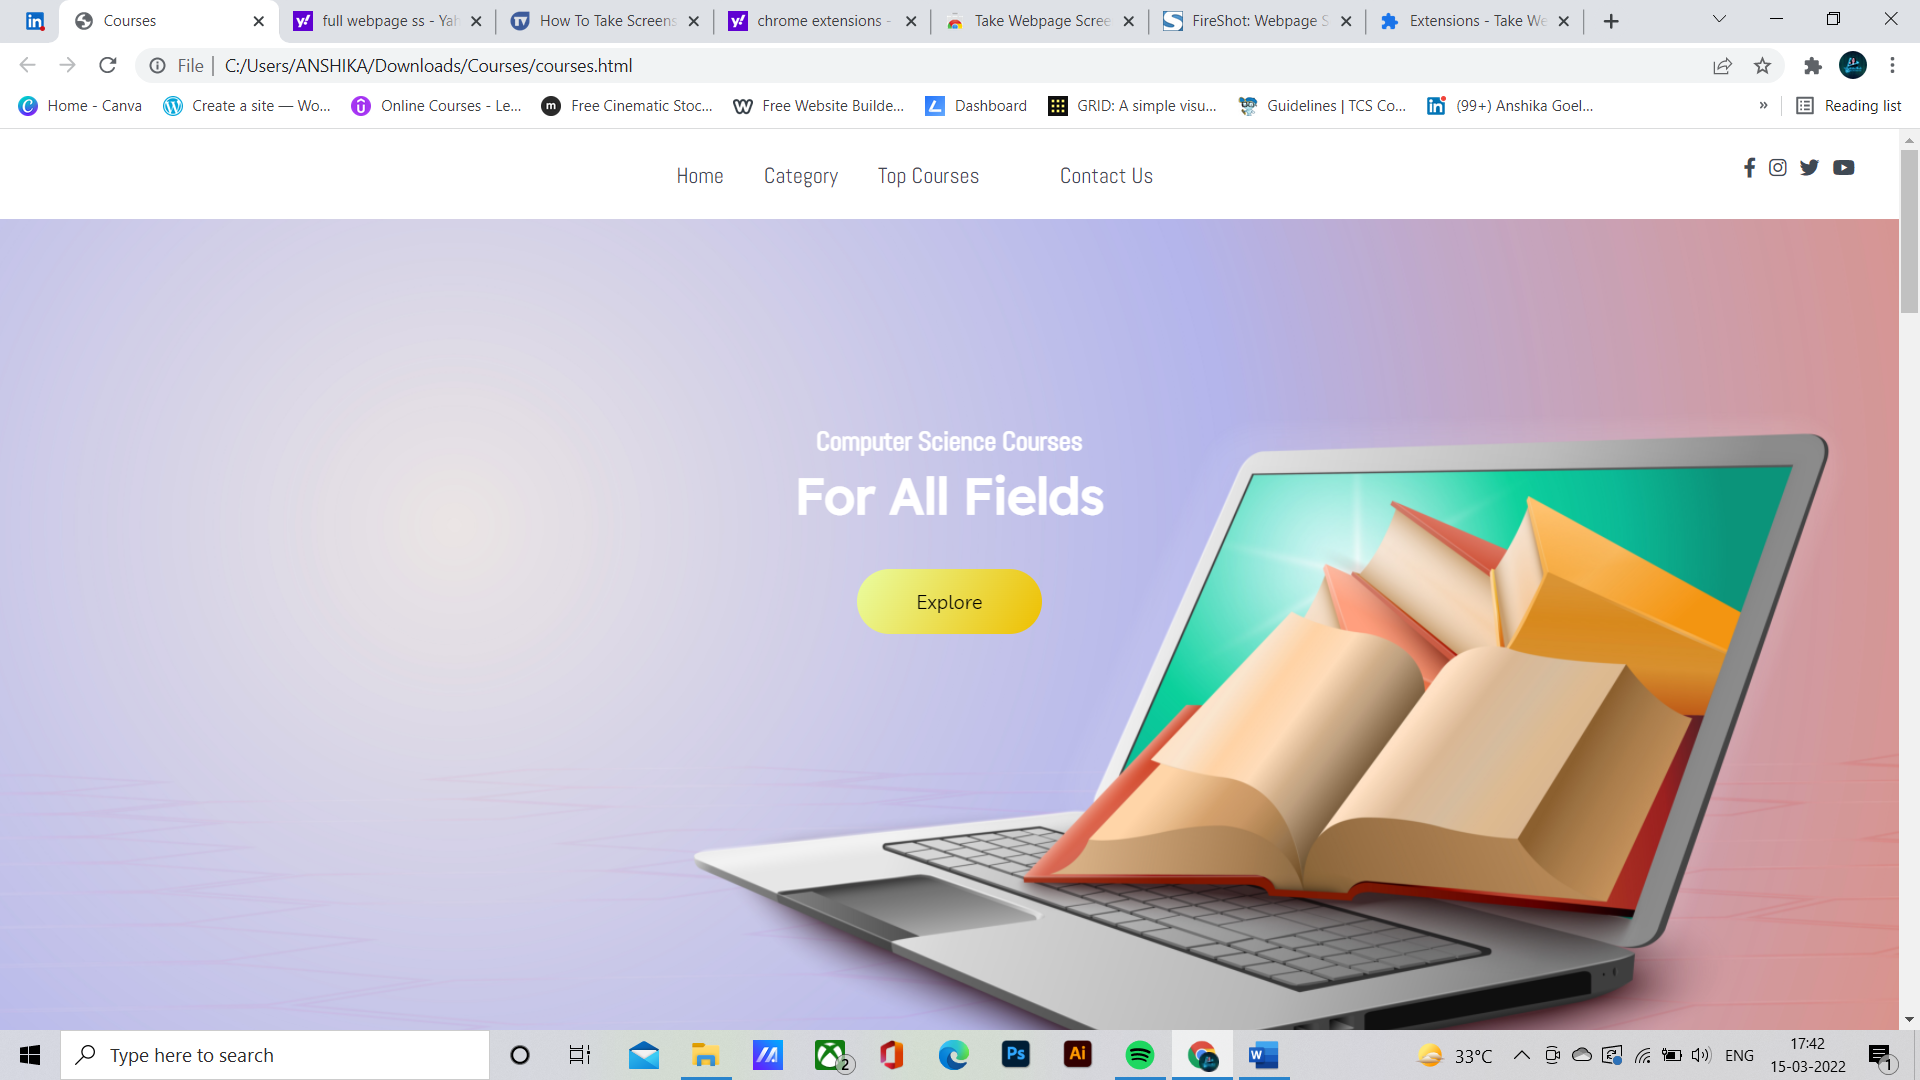 Courses
full webpage ss - Yah
How To Take Screens
chrome extensions -
Take Webpage Scree
FireShot: Webpage S
Extensions - Take We
File | C:/Users/ANSHIKA/Downloads/Courses/courses.html
Home - Canva
Create a site — Wo...
Online Courses - Le...
Free Cinematic Stoc...
Free Website Builde...
Dashboard
GRID: A simple visu...
Guidelines | TCS Co...
(99+) Anshika Goel...
»
Reading list
Home
Category
Top Courses
Contact Us
Computer Science Courses
For All Fields
Explore
Type here to search
2
Ps
Ai
33°C
ENG
17:42
15-03-2022
1